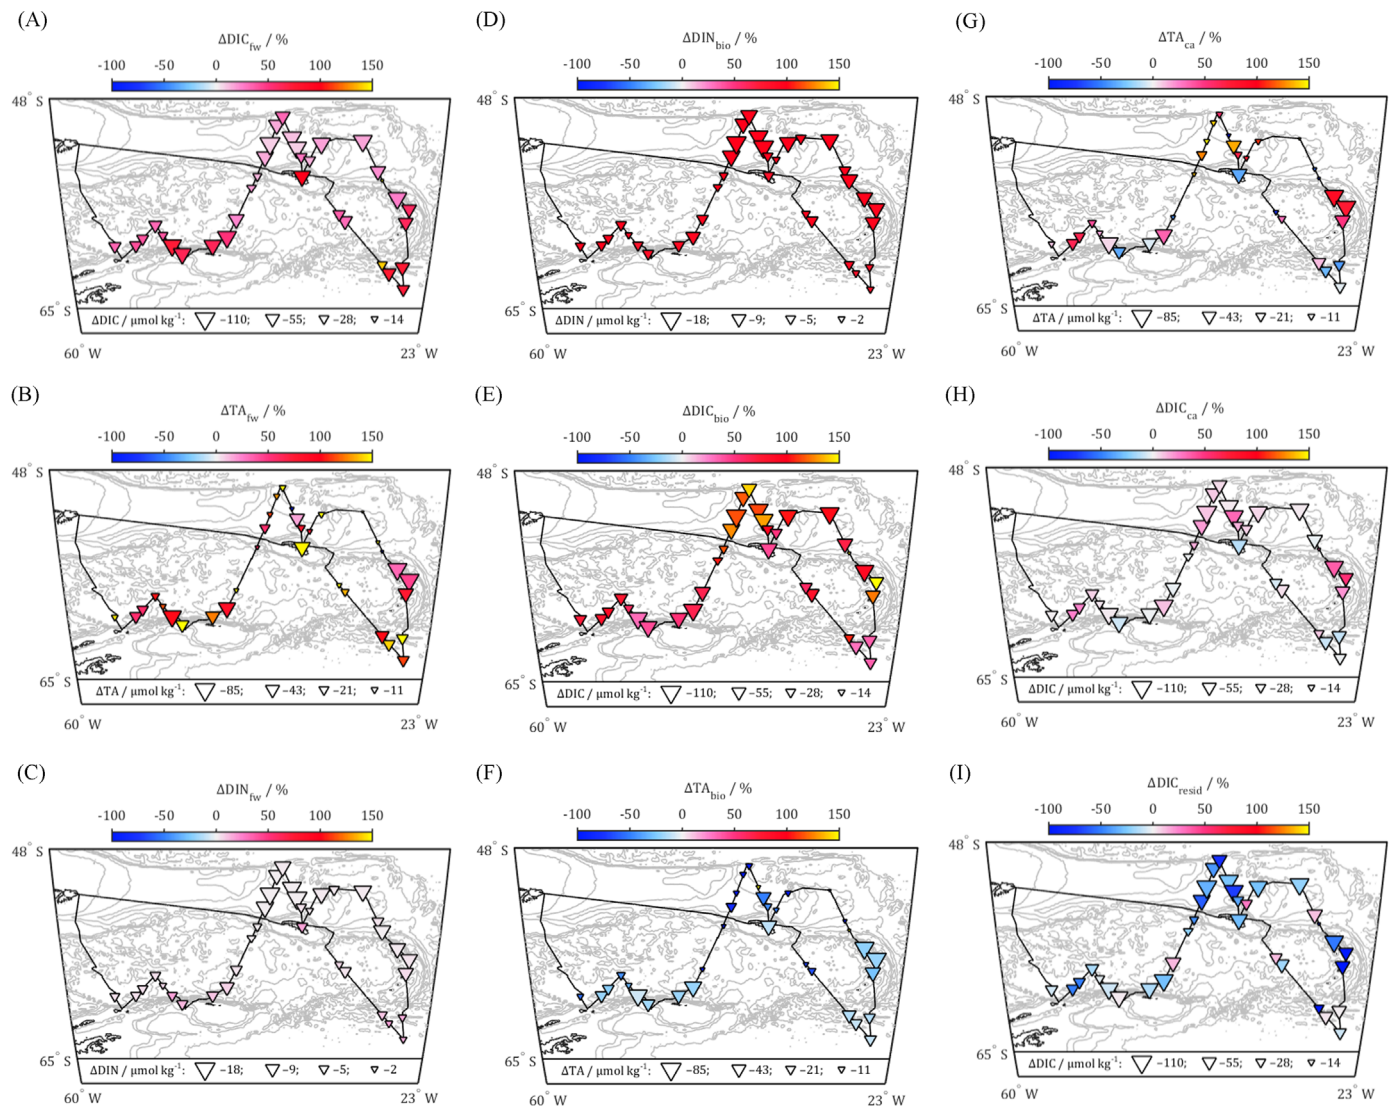 (A)
ΔDICfw / %
-100 -50 0 50 100 150
48° S
65° S
ΔDIC / μmol kg⁻¹: −110; −55; −28; −14
60° W 23° W
(D)
ΔDINbio / %
-100 -50 0 50 100 150
48° S
65° S
ΔDIN / μmol kg⁻¹: −18; −9; −5; −2
60° W 23° W
(G)
ΔTAca / %
-100 -50 0 50 100 150
48° S
65° S
ΔTA / μmol kg⁻¹: −85; −43; −21; −11
60° W 23° W
(B)
ΔTAfw / %
-100 -50 0 50 100 150
48° S
65° S
ΔTA / μmol kg⁻¹: −85; −43; −21; −11
60° W 23° W
(E)
ΔDICbio / %
-100 -50 0 50 100 150
48° S
65° S
ΔDIC / μmol kg⁻¹: −110; −55; −28; −14
60° W 23° W
(H)
ΔDICca / %
-100 -50 0 50 100 150
48° S
65° S
ΔDIC / μmol kg⁻¹: −110; −55; −28; −14
60° W 23° W
(C)
ΔDINfw / %
-100 -50 0 50 100 150
48° S
65° S
ΔDIN / μmol kg⁻¹: −18; −9; −5; −2
60° W 23° W
(F)
ΔTAbio / %
-100 -50 0 50 100 150
48° S
65° S
ΔTA / μmol kg⁻¹: −85; −43; −21; −11
60° W 23° W
(I)
ΔDICresid / %
-100 -50 0 50 100 150
48° S
65° S
ΔDIC / μmol kg⁻¹: −110; −55; −28; −14
60° W 23° W